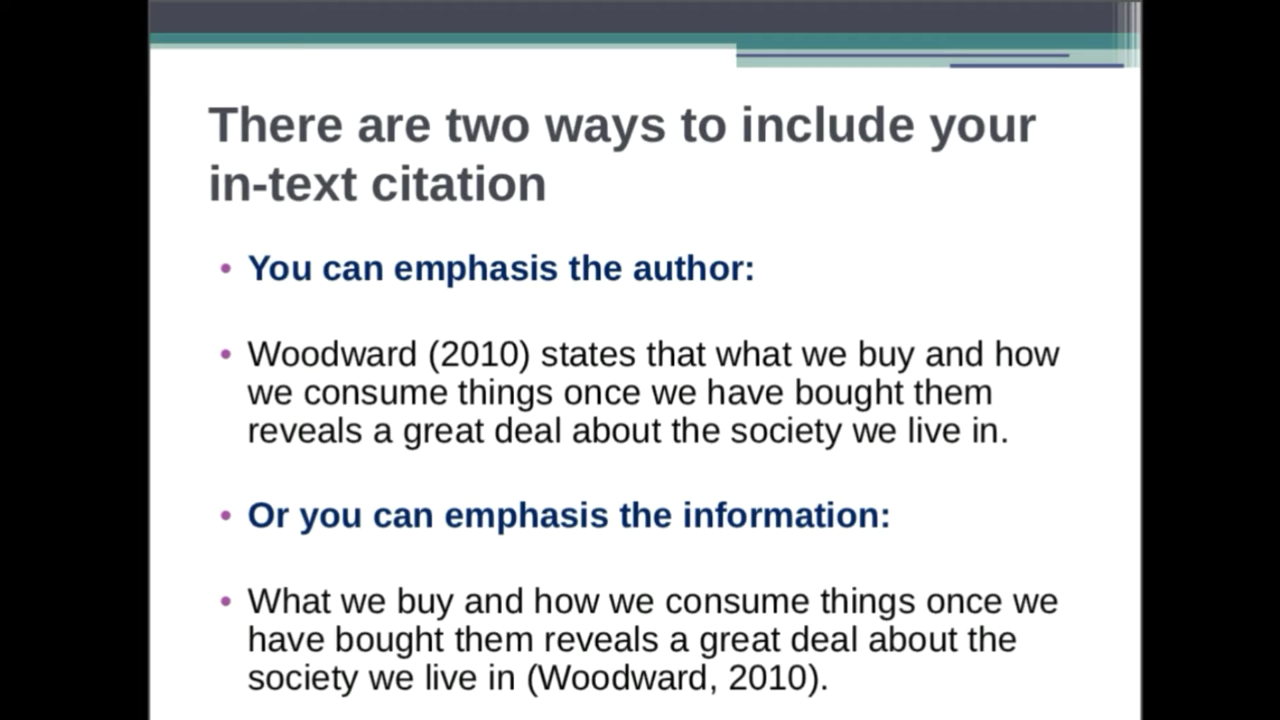 There are two ways to include your
in-text citation
• You can emphasis the author:
• Woodward (2010) states that what we buy and how
we consume things once we have bought them
reveals a great deal about the society we live in.
• Or you can emphasis the information:
• What we buy and how we consume things once we
have bought them reveals a great deal about the
society we live in (Woodward, 2010).